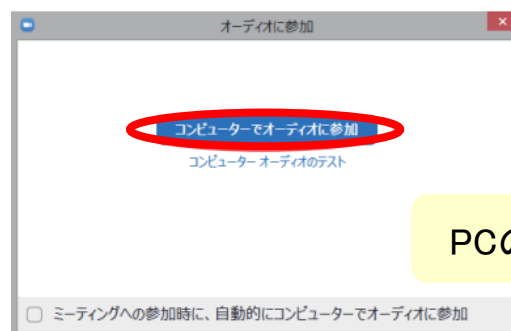 オーディオに参加
コンピューターでオーディオに参加
コンピューター オーディオのテスト
PCの
ミーティングへの参加時に、自動的にコンピューターでオーディオに参加